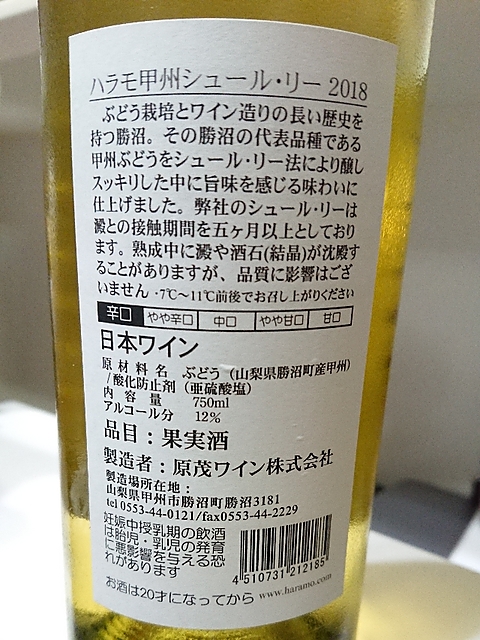 ハラモ甲州シュール・リー 2018
ぶどう栽培とワイン造りの長い歴史を
持つ勝沼。その勝沼の代表品種である
甲州ぶどうをシュール・リー法により醸し
スッキリした中に旨味を感じる味わいに
仕上げました。弊社のシュール・リーは
澱との接触期間を五ヶ月以上としており
ます。熟成中に澱や酒石(結晶)が沈殿す
ることがありますが、品質に影響はござ
いません・7℃～11℃前後でお召し上がりください
辛口 やや辛口 中口 やや甘口 甘口
日本ワイン
原材料名 ぶどう（山梨県勝沼町産甲州）
/酸化防止剤（亜硫酸塩）
内容量 750ml
アルコール分 12%
品目：果実酒
製造者：原茂ワイン株式会社
製造場所在地：
山梨県甲州市勝沼町勝沼3181
tel 0553-44-0121/fax0553-44-2229
妊娠中授乳期の飲酒
は胎児・乳児の発育
に悪影響を与える恐
れがあります
4 510731 212185
お酒は20才になってから www.haramo.com